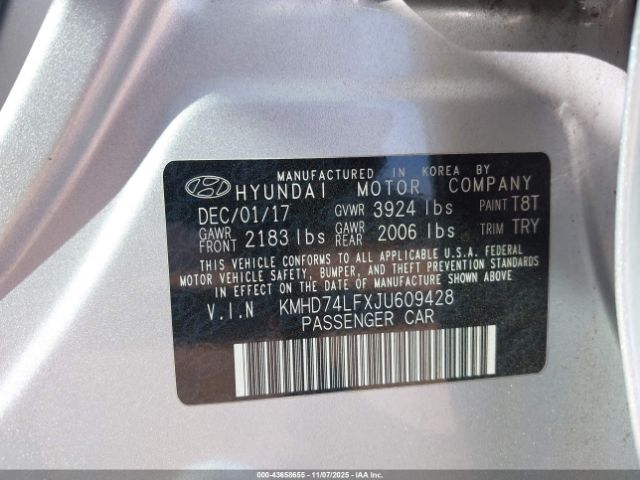 MANUFACTURED IN KOREA BY
HYUNDAI MOTOR COMPANY
DEC/01/17 GVWR 3924 lbs PAINT T8T
GAWR FRONT 2183 lbs GAWR REAR 2006 lbs TRIM TRY
THIS VEHICLE CONFORMS TO ALL APPLICABLE U.S.A. FEDERAL
MOTOR VEHICLE SAFETY, BUMPER, AND THEFT PREVENTION STANDARDS
IN EFFECT ON THE DATE OF MANUFACTURE SHOWN ABOVE.
V.I.N KMHD74LFXJU609428
PASSENGER CAR
000-43658655 - 11/07/2025 - IAAI.COM